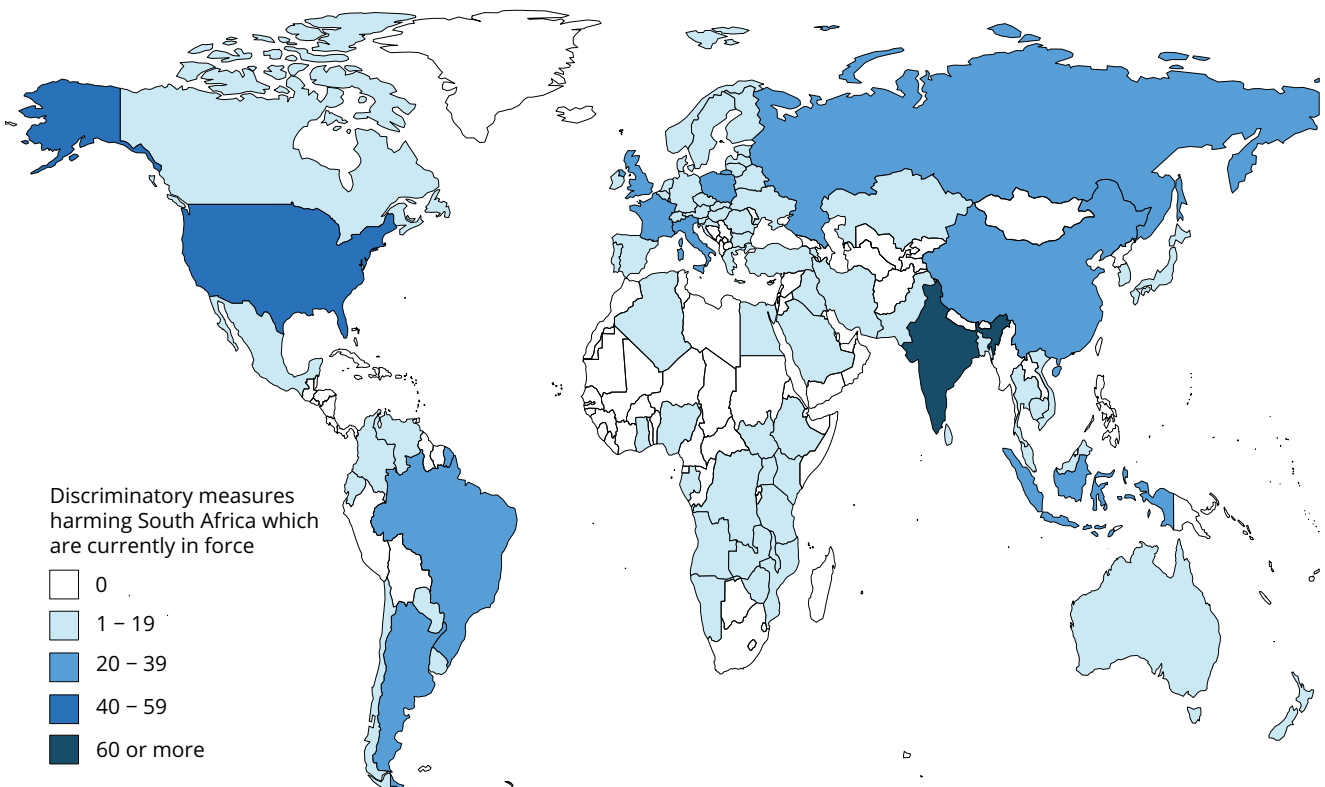 Discriminatory measures
harming South Africa which
are currently in force
0
1 – 19
20 – 39
40 – 59
60 or more